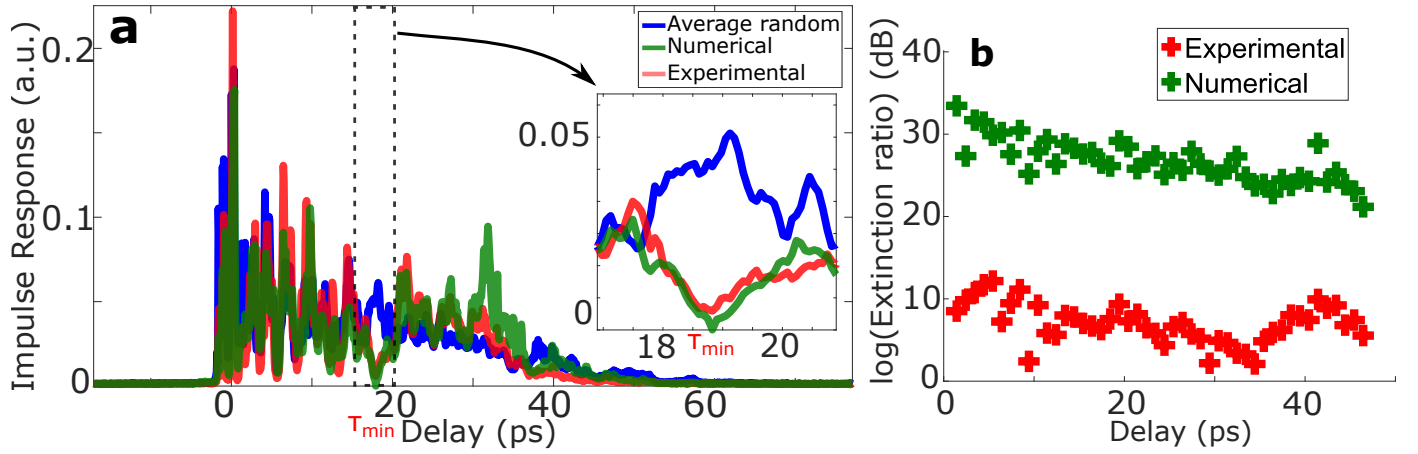 a
Impulse Response (a.u.)
0.2
0.1
0
0
20
40
60
τmin
Delay (ps)
Average random
Numerical
Experimental
0.05
0
18
τmin
20
b
log(Extinction ratio) (dB)
40
30
20
10
0
0
20
40
Delay (ps)
Experimental
Numerical